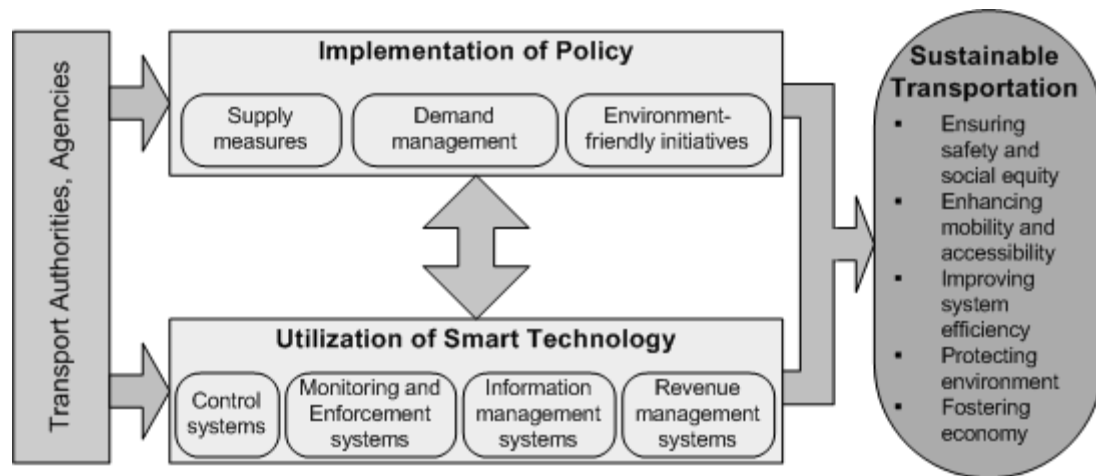 Transport Authorities, Agencies
Implementation of Policy
Supply
measures
Demand
management
Environment-
friendly initiatives
Utilization of Smart Technology
Control
systems
Monitoring and
Enforcement
systems
Information
management
systems
Revenue
management
systems
Sustainable
Transportation
▪ Ensuring
safety and
social equity
▪ Enhancing
mobility and
accessibility
▪ Improving
system
efficiency
▪ Protecting
environment
▪ Fostering
economy